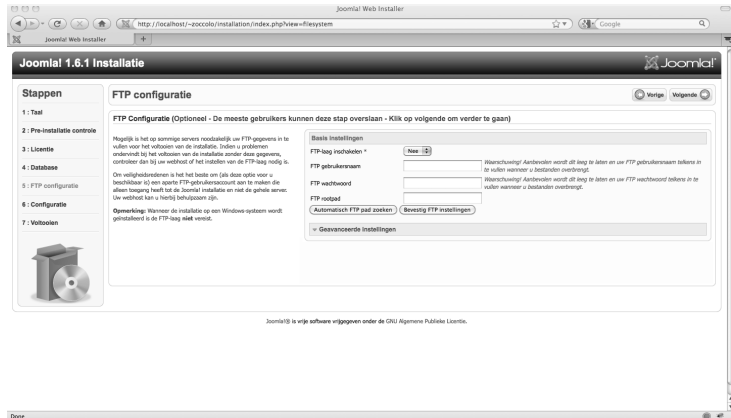 Joomla! Web Installer
http://localhost/~zoccolo/installation/index.php?view=filesystem
Google
Joomla! Web Installer
Joomla! 1.6.1 Installatie
Joomla!
Stappen
1 : Taal
2 : Pre-installatie controle
3 : Licentie
4 : Database
5 : FTP configuratie
6 : Configuratie
7 : Voltooien
FTP configuratie
Vorige
Volgende
FTP Configuratie (Optioneel - De meeste gebruikers kunnen deze stap overslaan - Klik op volgende om verder te gaan)
Mogelijk is het op sommige servers noodzakelijk uw FTP-gegevens in te
vullen voor het voltooien van de installatie. Indien u problemen
ondervindt bij het voltooien van de installatie zonder deze gegevens,
controleer dan bij uw webhost of het instellen van de FTP-laag nodig is.
Om veiligheidsredenen is het het beste om (als deze optie voor u
beschikbaar is) een aparte FTP-gebruikersaccount aan te maken die
alleen toegang heeft tot de Joomla! installatie en niet de gehele server.
Uw webhost kan u hierbij behulpzaam zijn.
Opmerking: Wanneer de installatie op een Windows-systeem wordt
geïnstalleerd is de FTP-laag niet vereist.
Basis instellingen
FTP-laag inschakelen * Nee
FTP gebruikersnaam
Waarschuwing! Aanbevolen wordt dit leeg te laten en uw FTP gebruikersnaam telkens in
te vullen wanneer u bestanden overbrengt.
FTP wachtwoord
Waarschuwing! Aanbevolen wordt dit leeg te laten en uw FTP wachtwoord telkens in te
vullen wanneer u bestanden overbrengt.
FTP rootpad
Automatisch FTP pad zoeken
Bevestig FTP instellingen
Geavanceerde instellingen
Joomla!® is vrije software vrijgegeven onder de GNU Algemene Publieke Licentie.
Done